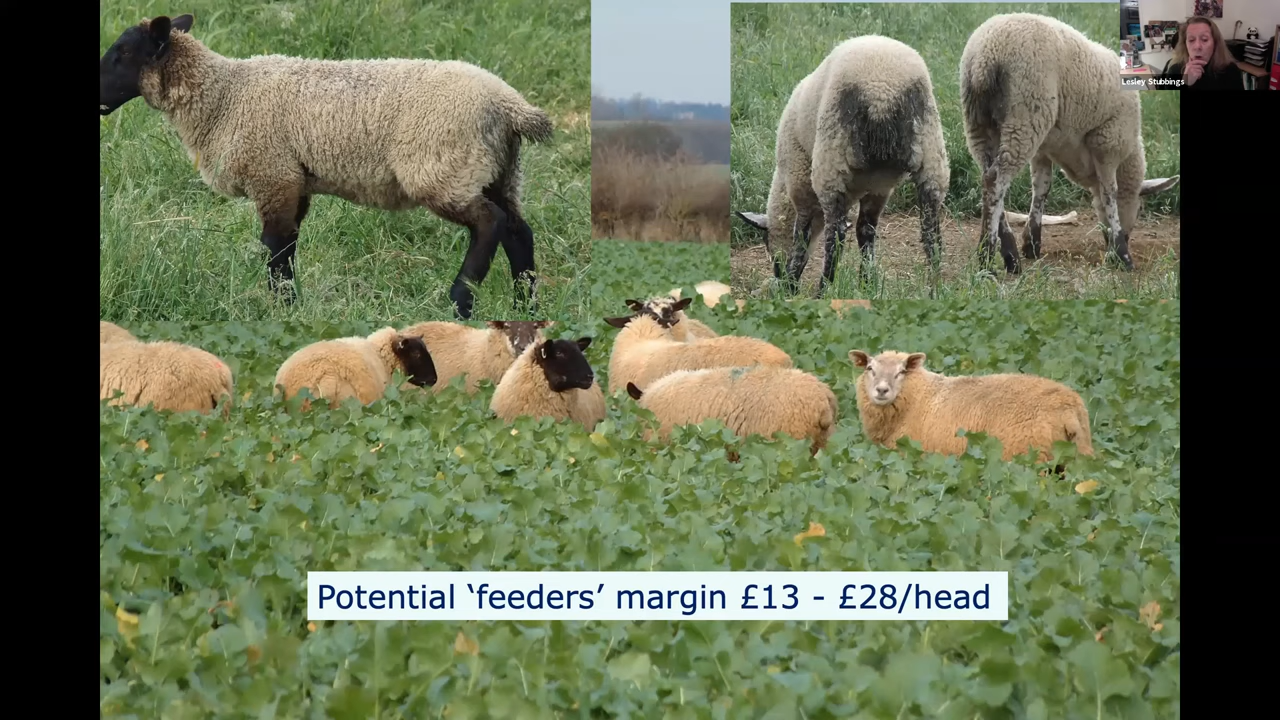 Lesley Stubbings
Potential ‘feeders’ margin £13 - £28/head